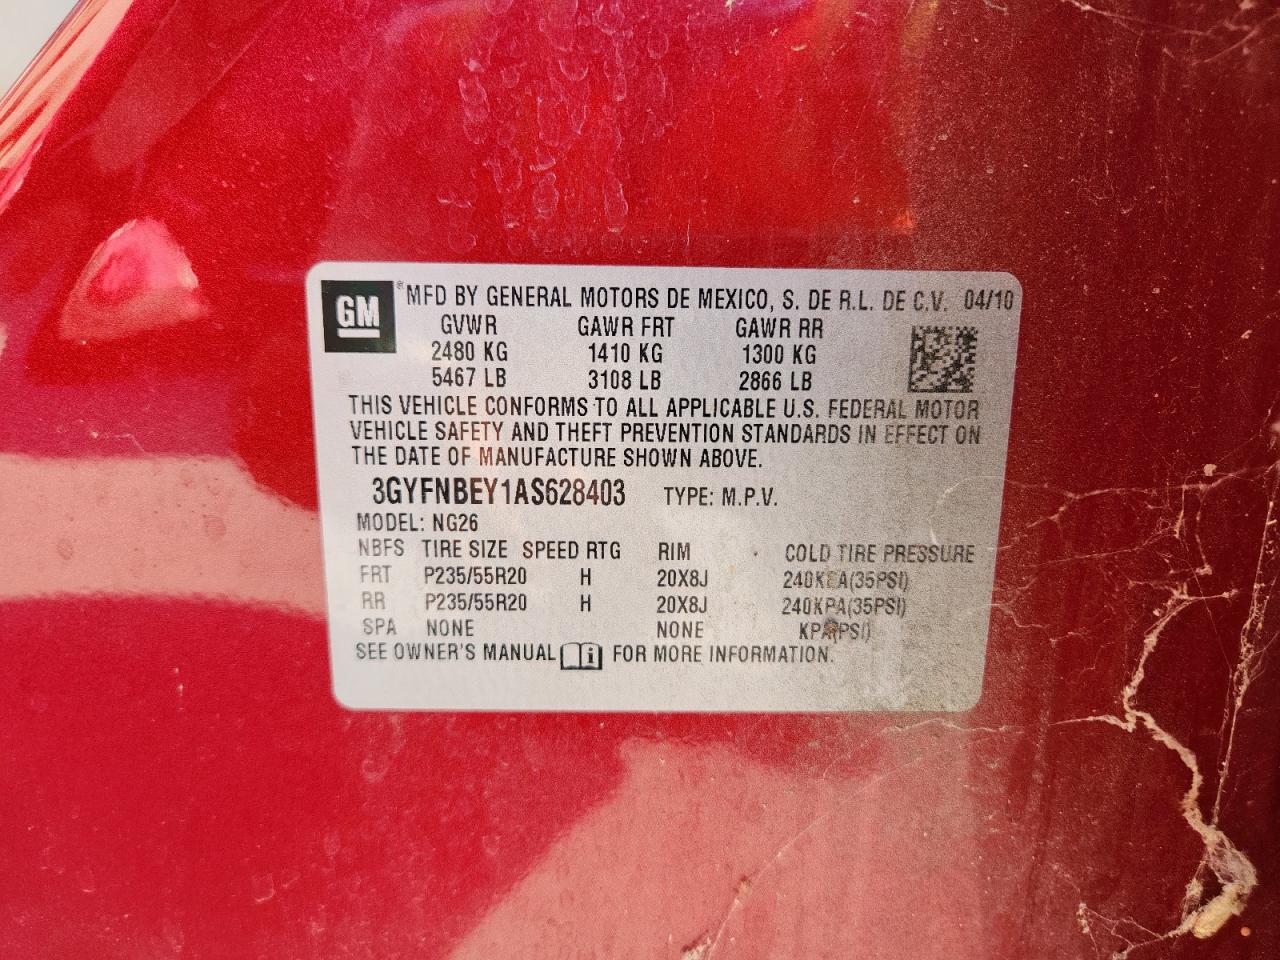 GM ® MFD BY GENERAL MOTORS DE MEXICO, S. DE R.L. DE C.V. 04/10
GVWR GAWR FRT GAWR RR
2480 KG 1410 KG 1300 KG
5467 LB 3108 LB 2866 LB
THIS VEHICLE CONFORMS TO ALL APPLICABLE U.S. FEDERAL MOTOR
VEHICLE SAFETY AND THEFT PREVENTION STANDARDS IN EFFECT ON
THE DATE OF MANUFACTURE SHOWN ABOVE.
3GYFNBEY1AS628403 TYPE: M.P.V.
MODEL: NG26
NBFS TIRE SIZE SPEED RTG RIM COLD TIRE PRESSURE
FRT P235/55R20 H 20X8J 240KPA(35PSI)
RR P235/55R20 H 20X8J 240KPA(35PSI)
SPA NONE NONE KPA(PSI)
SEE OWNER'S MANUAL i FOR MORE INFORMATION.